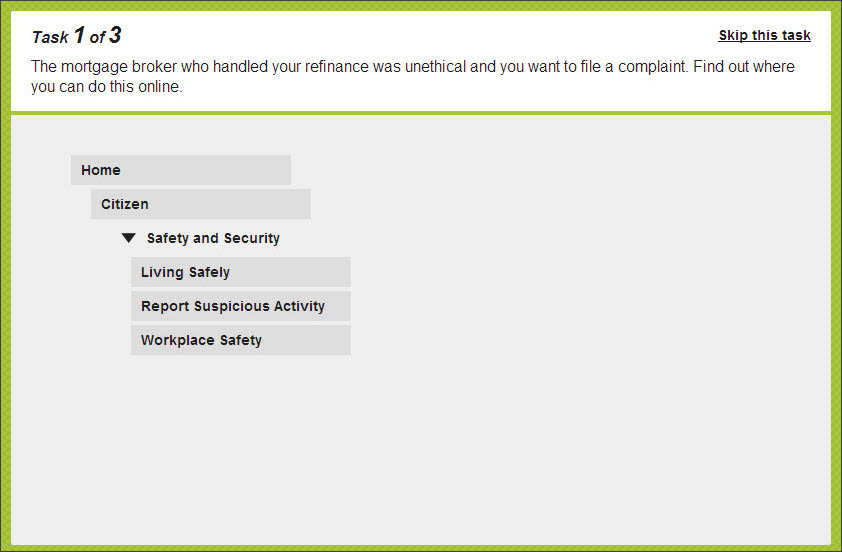 Task 1 of 3
Skip this task
The mortgage broker who handled your refinance was unethical and you want to file a complaint. Find out where
you can do this online.
Home
Citizen
Safety and Security
Living Safely
Report Suspicious Activity
Workplace Safety